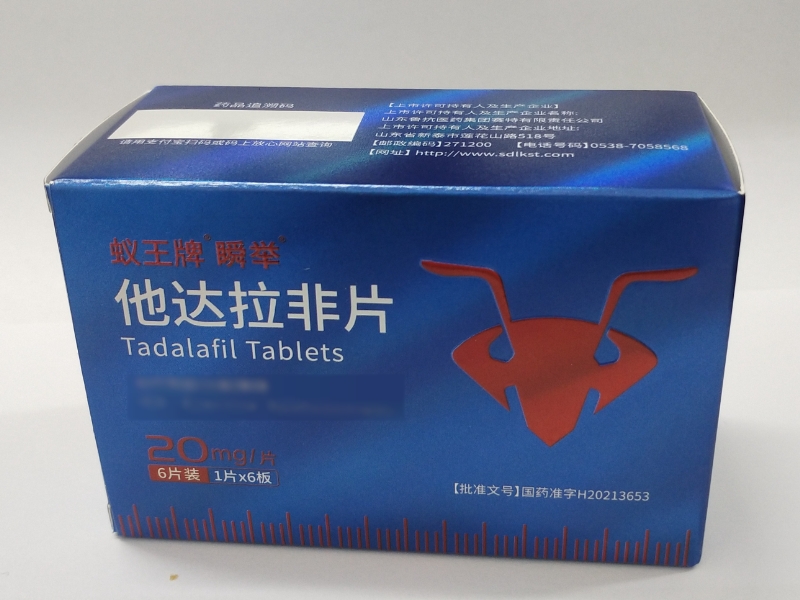 药品追溯码
请用支付宝扫码或码上放心网站查询
【上市许可持有人及生产企业】
上市许可持有人及生产企业名称:
山东鲁抗医药集团赛特有限责任公司
上市许可持有人及生产企业地址:
山东省新泰市莲花山路518号
【邮政编码】271200 【电话号码】0538-7058568
【网址】http://www.sdlkst.com
蚁王牌® 瞬举®
他达拉非片
Tadalafil Tablets
20mg/片
6片装 1片x6板
【批准文号】国药准字H20213653